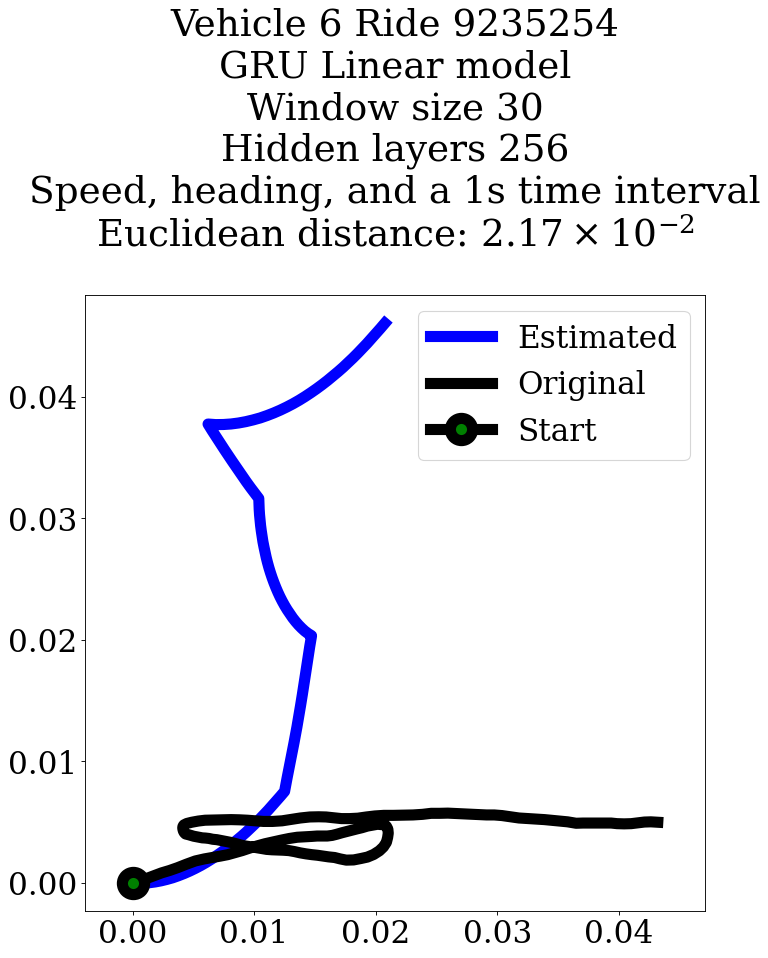 Vehicle 6 Ride 9235254
GRU Linear model
Window size 30
Hidden layers 256
Speed, heading, and a 1s time interval
Euclidean distance: 2.17 × 10⁻²
Estimated
Original
Start
0.04
0.03
0.02
0.01
0.00
0.00 0.01 0.02 0.03 0.04